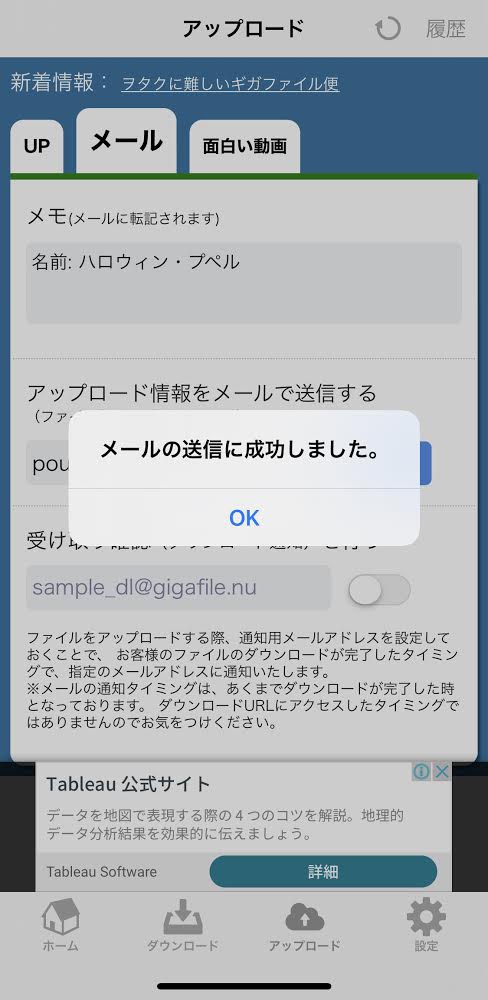 アップロード
履歴
新着情報： ヲタクに難しいギガファイル便
UP
メール
面白い動画
メモ(メールに転記されます)
名前: ハロウィン・プペル
アップロード情報をメールで送信する
（ファ
pou
メールの送信に成功しました。
OK
sample_dl@gigafile.nu
ファイルをアップロードする際、通知用メールアドレスを設定して
おくことで、 お客様のファイルのダウンロードが完了したタイミン
グで、指定のメールアドレスに通知いたします。
※メールの通知タイミングは、あくまでダウンロードが完了した時
となっております。 ダウンロードURLにアクセスしたタイミングで
はありませんのでお気をつけください。
Tableau 公式サイト
データを地図で表現する際の４つのコツを解説。地理的
データ分析結果を効果的に伝えましょう。
Tableau Software
詳細
ホーム
ダウンロード
アップロード
設定